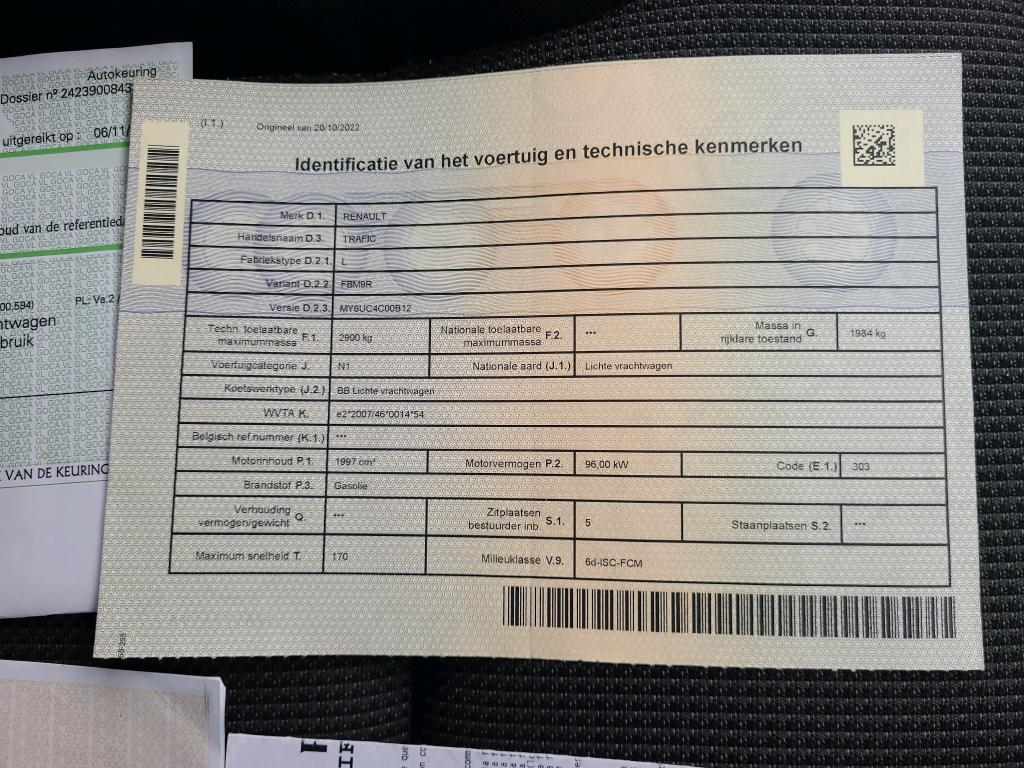 Autokeuring
Dossier nº 2423900843
uitgereikt op : 06/11/
oud van de
00.594) PL: Va.2 /
htwagen
bruik
VAN DE KEURING
(I.1.) Origineel van 20/10/2022
Identificatie van het voertuig en technische kenmerken
Merk D.1. RENAULT
Handelsnaam D.3. TRAFIC
Fabriekstype D.2.1. L
Variant D.2.2. FBM9R
Versie D.2.3. MY6UC4C00B12
Techn. toelaatbare maximummassa F.1. 2900 kg Nationale toelaatbare maximummassa F.2. *** Massa in rijklare toestand G. 1984 kg
Voertuigcategorie J. N1 Nationale aard (J.1.) Lichte vrachtwagen
Koetswerktype (J.2.) BB Lichte vrachtwagen
WVTA K. e2*2007/46*0014*54
Belgisch ref.nummer (K.1.) ***
Motorinhoud P.1. 1997 cm³ Motorvermogen P.2. 96,00 kW Code (E.1.) 303
Brandstof P.3. Gasolie
Verhouding vermogen/gewicht Q. *** Zitplaatsen bestuurder inb. S.1. 5 Staanplaatsen S.2. ***
Maximum snelheid T. 170 Milieuklasse V.9. 6d-ISC-FCM